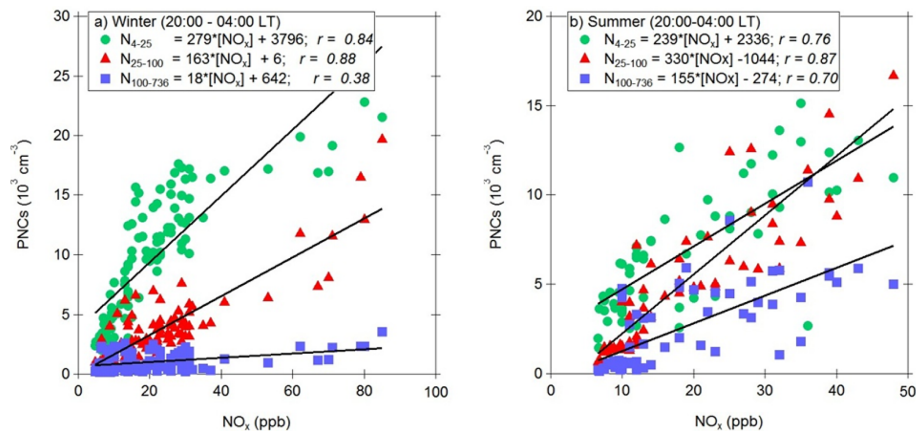 a) Winter (20:00 - 04:00 LT)
N4-25 = 279*[NOx] + 3796; r = 0.84
N25-100 = 163*[NOx] + 6; r = 0.88
N100-736 = 18*[NOx] + 642; r = 0.38
PNCs (10³ cm⁻³)
30
25
20
15
10
5
0
0 20 40 60 80 100
NOx (ppb)
b) Summer (20:00-04:00 LT)
N4-25 = 239*[NOx] + 2336; r = 0.76
N25-100 = 330*[NOx] -1044; r = 0.87
N100-736 = 155*[NOx] - 274; r = 0.70
PNCs (10³ cm⁻³)
20
15
10
5
0
0 10 20 30 40 50
NOx (ppb)